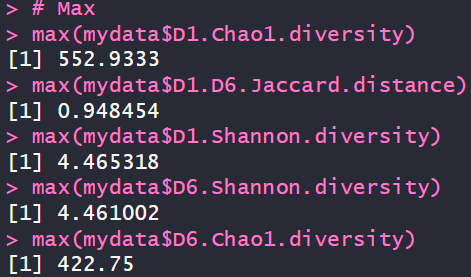 > # Max
> max(mydata$D1.Chao1.diversity)
[1] 552.9333
> max(mydata$D1.D6.Jaccard.distance)
[1] 0.948454
> max(mydata$D1.Shannon.diversity)
[1] 4.465318
> max(mydata$D6.Shannon.diversity)
[1] 4.461002
> max(mydata$D6.Chao1.diversity)
[1] 422.75